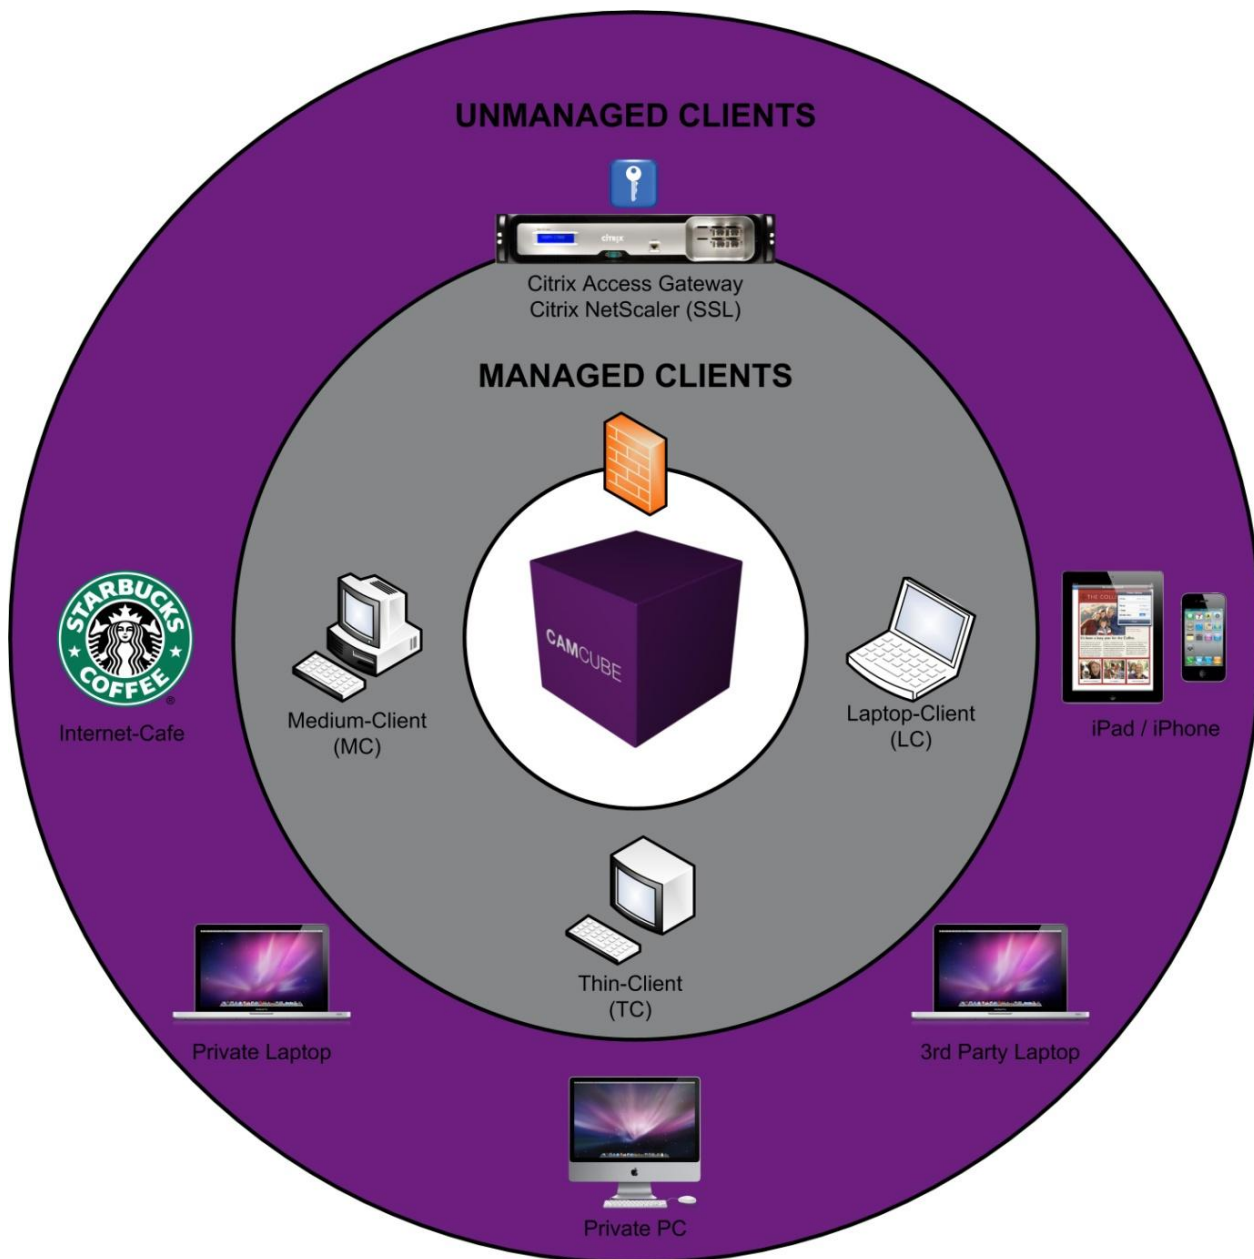 UNMANAGED CLIENTS
citrix
Citrix Access Gateway
Citrix NetScaler (SSL)
MANAGED CLIENTS
CAMCUBE
STARBUCKS
COFFEE
®
Internet-Cafe
Medium-Client
(MC)
Laptop-Client
(LC)
iPad / iPhone
Thin-Client
(TC)
Private Laptop
3rd Party Laptop
Private PC